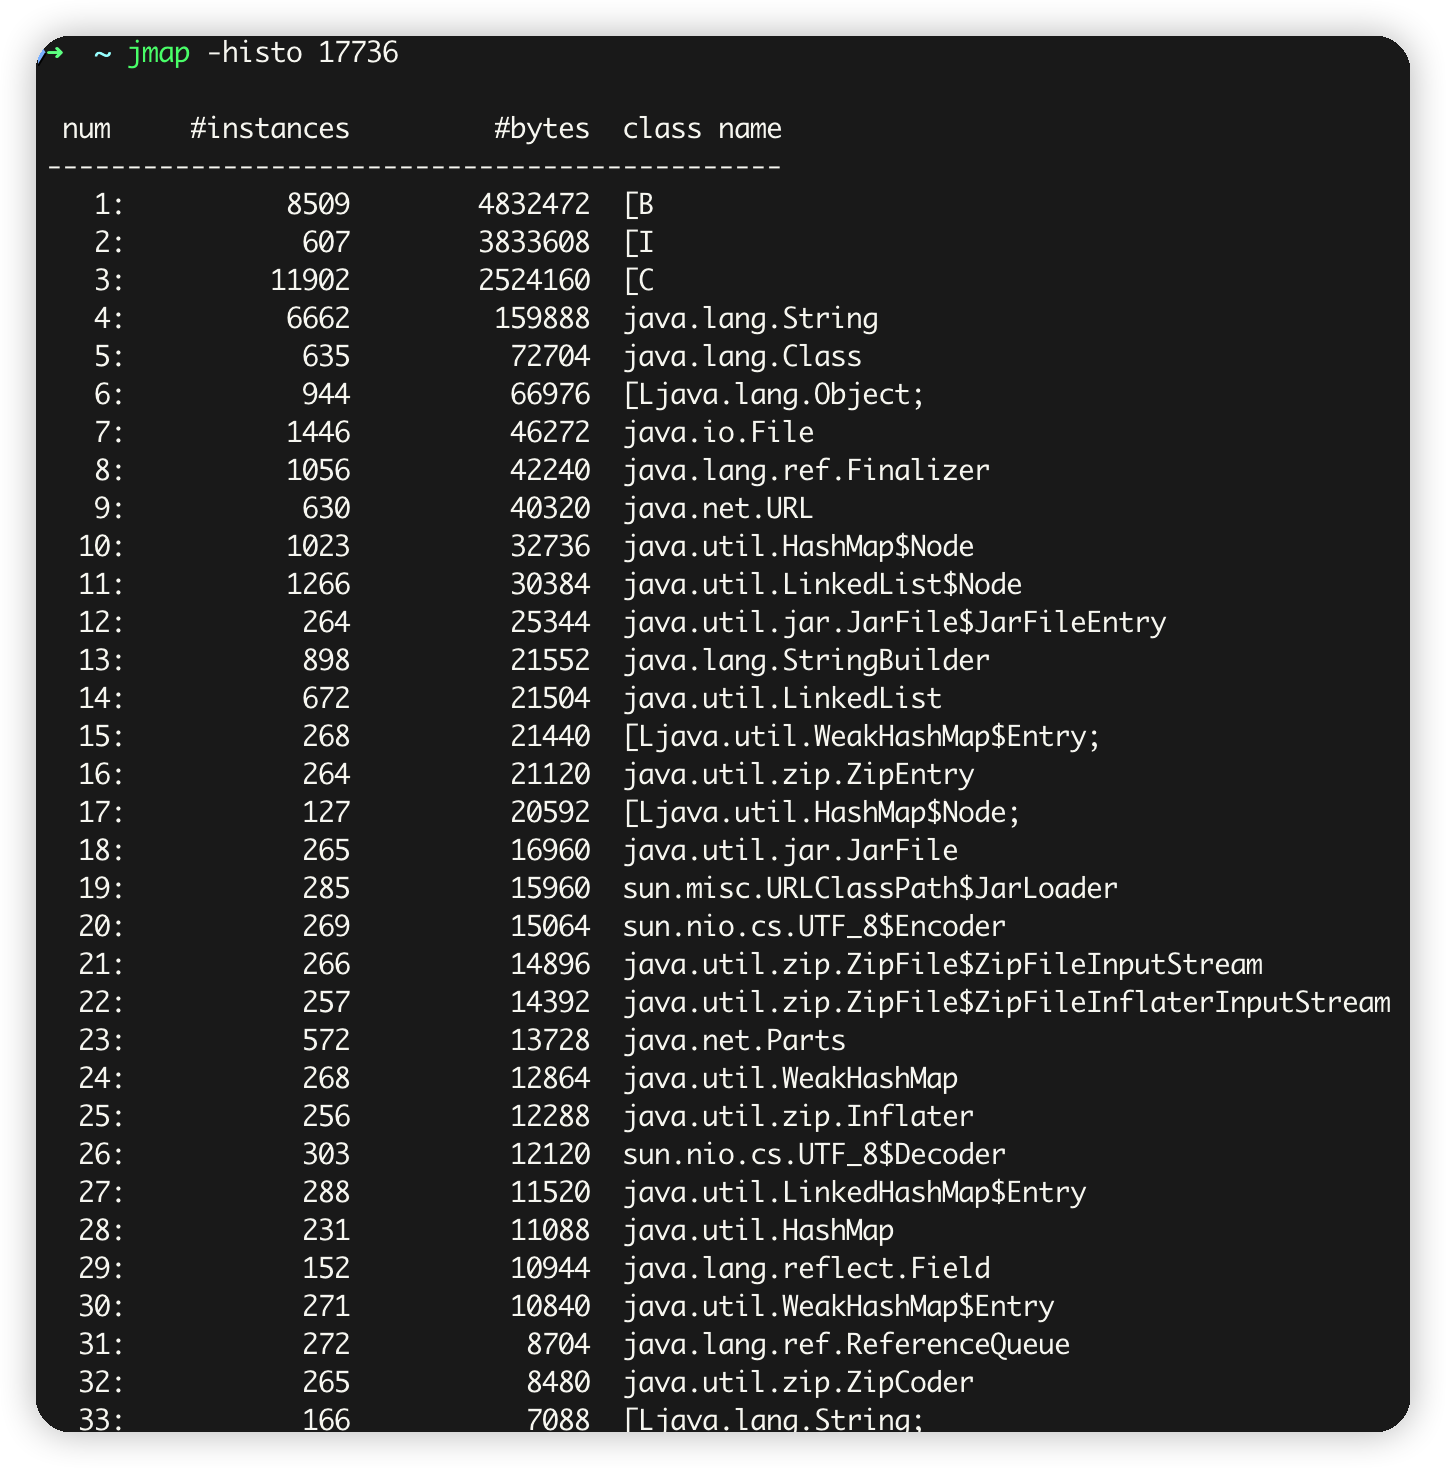 ➜  ~ jmap -histo 17736
 num     #instances         #bytes  class name
----------------------------------------------
   1:          8509        4832472  [B
   2:           607        3833608  [I
   3:         11902        2524160  [C
   4:          6662         159888  java.lang.String
   5:           635          72704  java.lang.Class
   6:           944          66976  [Ljava.lang.Object;
   7:          1446          46272  java.io.File
   8:          1056          42240  java.lang.ref.Finalizer
   9:           630          40320  java.net.URL
  10:          1023          32736  java.util.HashMap$Node
  11:          1266          30384  java.util.LinkedList$Node
  12:           264          25344  java.util.jar.JarFile$JarFileEntry
  13:           898          21552  java.lang.StringBuilder
  14:           672          21504  java.util.LinkedList
  15:           268          21440  [Ljava.util.WeakHashMap$Entry;
  16:           264          21120  java.util.zip.ZipEntry
  17:           127          20592  [Ljava.util.HashMap$Node;
  18:           265          16960  java.util.jar.JarFile
  19:           285          15960  sun.misc.URLClassPath$JarLoader
  20:           269          15064  sun.nio.cs.UTF_8$Encoder
  21:           266          14896  java.util.zip.ZipFile$ZipFileInputStream
  22:           257          14392  java.util.zip.ZipFile$ZipFileInflaterInputStream
  23:           572          13728  java.net.Parts
  24:           268          12864  java.util.WeakHashMap
  25:           256          12288  java.util.zip.Inflater
  26:           303          12120  sun.nio.cs.UTF_8$Decoder
  27:           288          11520  java.util.LinkedHashMap$Entry
  28:           231          11088  java.util.HashMap
  29:           152          10944  java.lang.reflect.Field
  30:           271          10840  java.util.WeakHashMap$Entry
  31:           272           8704  java.lang.ref.ReferenceQueue
  32:           265           8480  java.util.zip.ZipCoder
  33:           166           7088  [Ljava.lang.String;